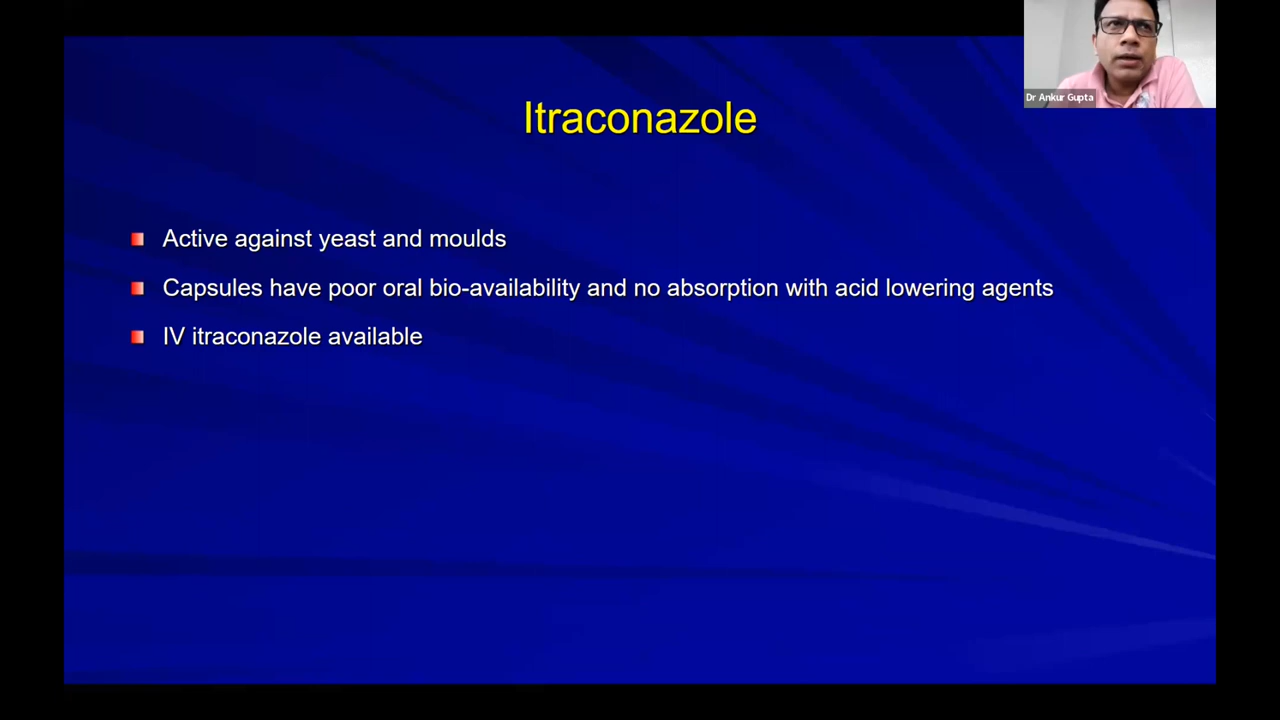 Dr Ankur Gupta
Itraconazole
Active against yeast and moulds
Capsules have poor oral bio-availability and no absorption with acid lowering agents
IV itraconazole available